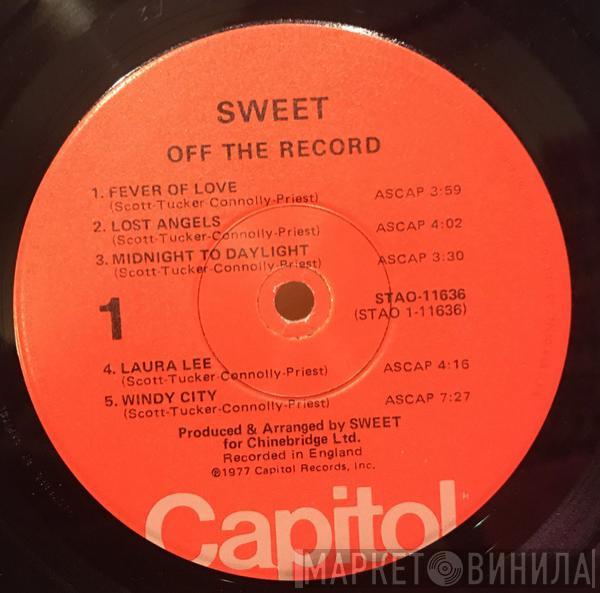 SWEET
OFF THE RECORD
1. FEVER OF LOVE ASCAP 3:59
(Scott-Tucker-Connolly-Priest)
2. LOST ANGELS ASCAP 4:02
(Scott-Tucker-Connolly-Priest)
3. MIDNIGHT TO DAYLIGHT ASCAP 3:30
(Scott-Tucker-Connolly-Priest)
1
STAO-11636
(STAO 1-11636)
4. LAURA LEE ASCAP 4:16
(Scott-Tucker-Connolly-Priest)
5. WINDY CITY ASCAP 7:27
(Scott-Tucker-Connolly-Priest)
Produced & Arranged by SWEET
for Chinebridge Ltd.
Recorded in England
℗1977 Capitol Records, Inc.
Capitol
МАРКЕТ ВИНИЛА